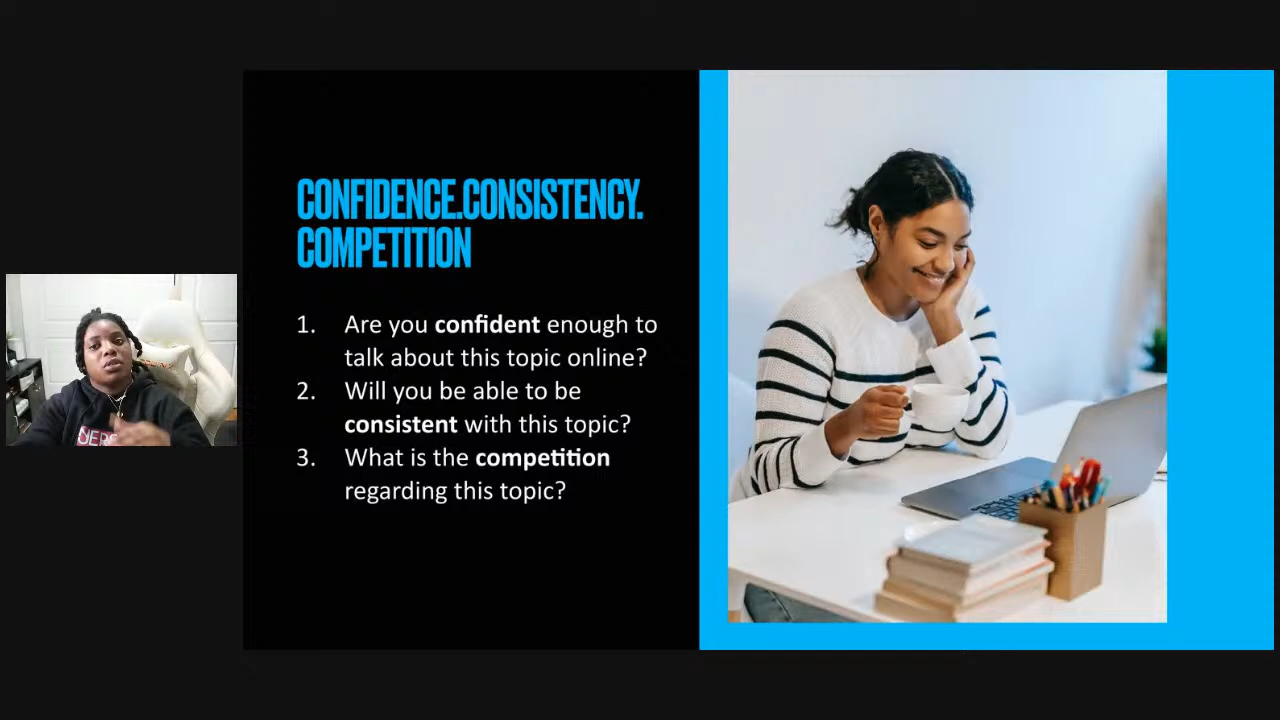 CONFIDENCE.CONSISTENCY.
COMPETITION
1. Are you confident enough to
talk about this topic online?
2. Will you be able to be
consistent with this topic?
3. What is the competition
regarding this topic?